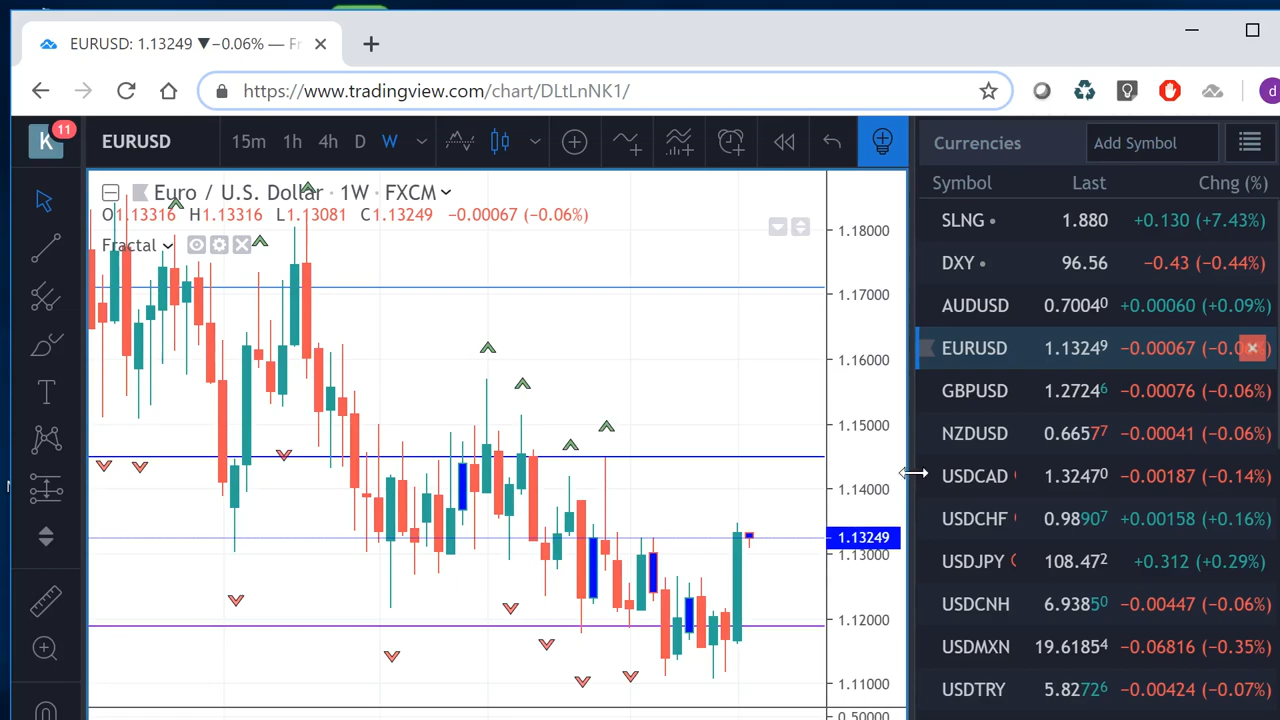 EURUSD: 1.13249 ▼−0.06% — Fr
https://www.tradingview.com/chart/DLtLnNK1/
d
K 11
EURUSD 15m 1h 4h D W
Currencies Add Symbol
Symbol Last Chng (%)
Euro / U.S. Dollar · 1W · FXCM
O1.13316 H1.13316 L1.13081 C1.13249 −0.00067 (−0.06%)
Fractal
T
1.18000
1.17000
1.16000
1.15000
1.14000
1.13249
1.13000
1.12000
1.11000
0.50000
SLNG 1.880 +0.130 (+7.43%)
DXY 96.56 −0.43 (−0.44%)
AUDUSD 0.70040 +0.00060 (+0.09%)
EURUSD 1.13249 −0.00067 (−0.0
GBPUSD 1.27246 −0.00076 (−0.06%)
NZDUSD 0.66577 −0.00041 (−0.06%)
USDCAD 1.32470 −0.00187 (−0.14%)
USDCHF 0.98907 +0.00158 (+0.16%)
USDJPY 108.472 +0.312 (+0.29%)
USDCNH 6.93850 −0.00447 (−0.06%)
USDMXN 19.61854 −0.06816 (−0.35%)
USDTRY 5.82726 −0.00424 (−0.07%)